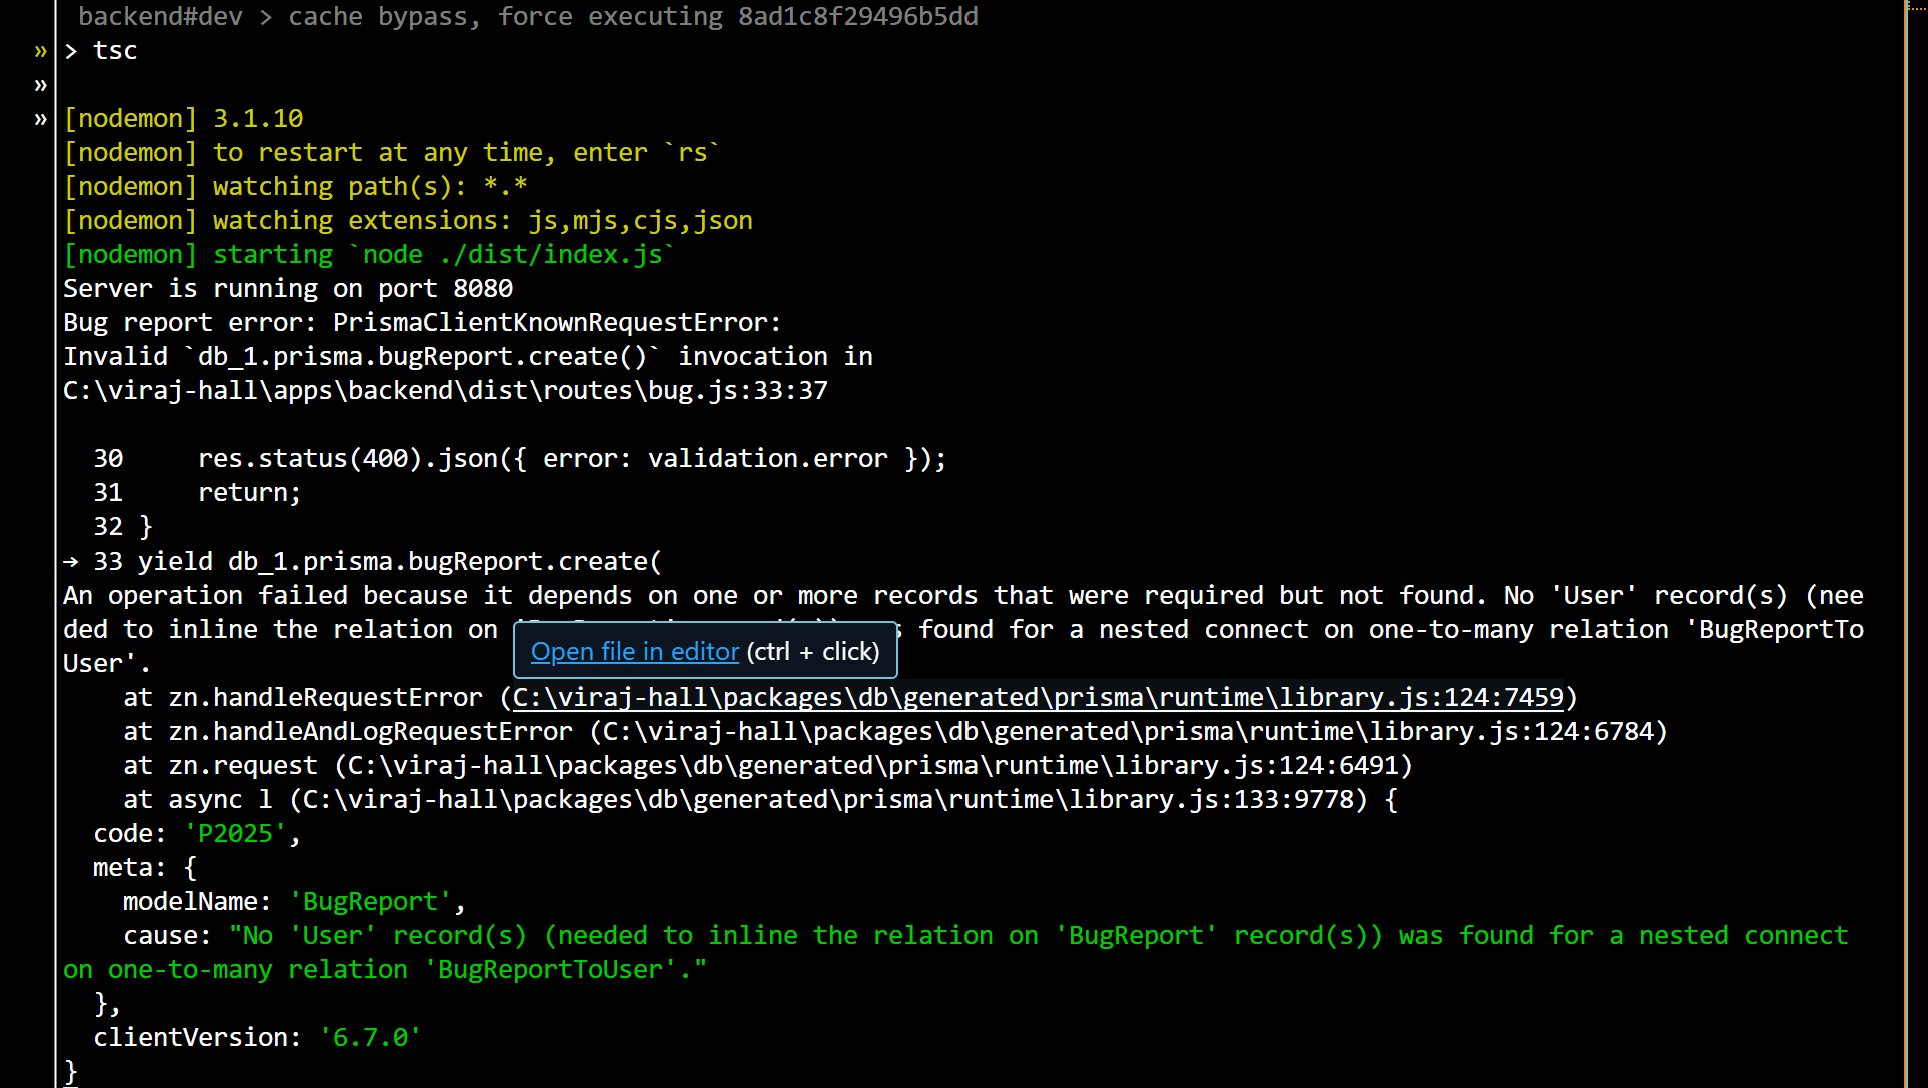 backend#dev > cache bypass, force executing 8ad1c8f29496b5dd
» > tsc
»
» [nodemon] 3.1.10
[nodemon] to restart at any time, enter `rs`
[nodemon] watching path(s): *.*
[nodemon] watching extensions: js,mjs,cjs,json
[nodemon] starting `node ./dist/index.js`
Server is running on port 8080
Bug report error: PrismaClientKnownRequestError:
Invalid `db_1.prisma.bugReport.create()` invocation in
C:\viraj-hall\apps\backend\dist\routes\bug.js:33:37
30     res.status(400).json({ error: validation.error });
31     return;
32 }
→ 33 yield db_1.prisma.bugReport.create(
An operation failed because it depends on one or more records that were required but not found. No 'User' record(s) (nee
ded to inline the relation on found for a nested connect on one-to-many relation 'BugReportTo
User'.
Open file in editor (ctrl + click)
at zn.handleRequestError (C:\viraj-hall\packages\db\generated\prisma\runtime\library.js:124:7459)
at zn.handleAndLogRequestError (C:\viraj-hall\packages\db\generated\prisma\runtime\library.js:124:6784)
at zn.request (C:\viraj-hall\packages\db\generated\prisma\runtime\library.js:124:6491)
at async l (C:\viraj-hall\packages\db\generated\prisma\runtime\library.js:133:9778) {
code: 'P2025',
meta: {
modelName: 'BugReport',
cause: "No 'User' record(s) (needed to inline the relation on 'BugReport' record(s)) was found for a nested connect
on one-to-many relation 'BugReportToUser'."
},
clientVersion: '6.7.0'
}